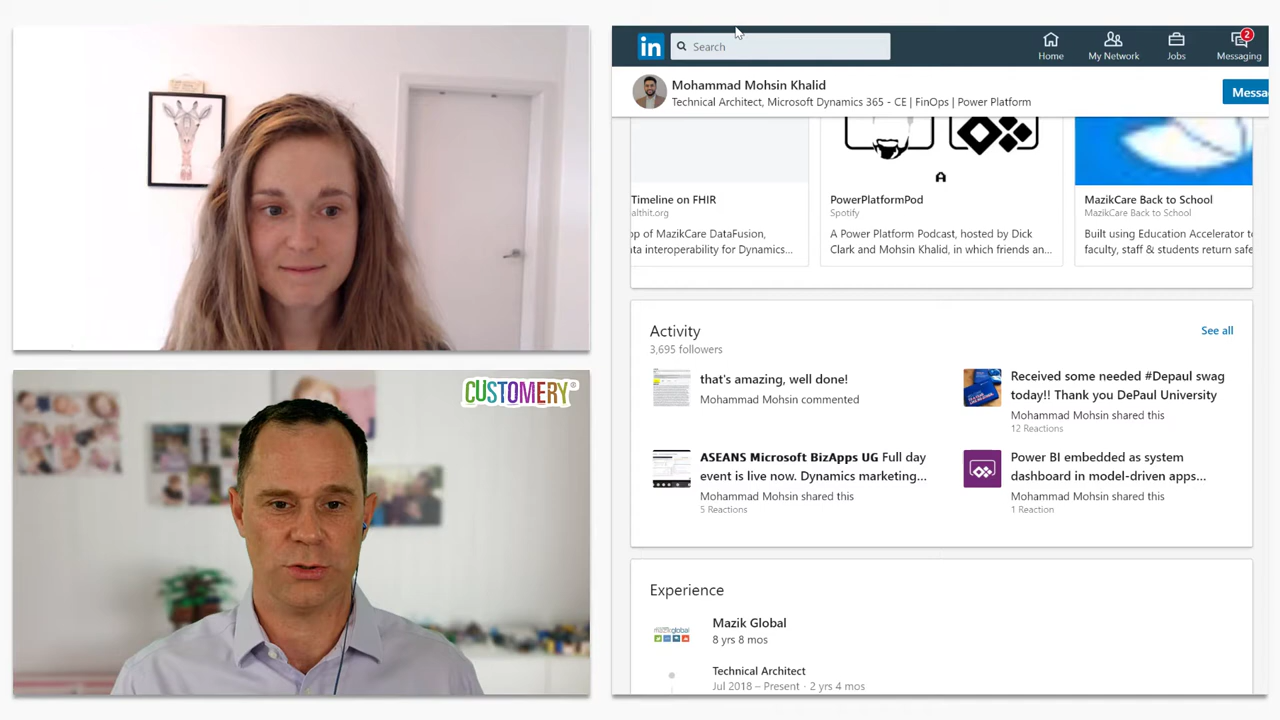 CUSTOMERY®
in
Search
Home
My Network
Jobs
2
Messaging
Mohammad Mohsin Khalid
Technical Architect, Microsoft Dynamics 365 - CE | FinOps | Power Platform
Messa
Timeline on FHIR
althit.org
op of MazikCare DataFusion,
ta interoperability for Dynamics...
PowerPlatformPod
Spotify
A Power Platform Podcast, hosted by Dick
Clark and Mohsin Khalid, in which friends an...
MazikCare Back to School
MazikCare Back to School
Built using Education Accelerator to
faculty, staff & students return safe
Activity
3,695 followers
See all
that's amazing, well done!
Mohammad Mohsin commented
Received some needed #Depaul swag
today!! Thank you DePaul University
Mohammad Mohsin shared this
12 Reactions
ASEANS Microsoft BizApps UG Full day
event is live now. Dynamics marketing...
Mohammad Mohsin shared this
5 Reactions
Power BI embedded as system
dashboard in model-driven apps...
Mohammad Mohsin shared this
1 Reaction
Experience
mazikglobal
Mazik Global
8 yrs 8 mos
Technical Architect
Jul 2018 – Present · 2 yrs 4 mos